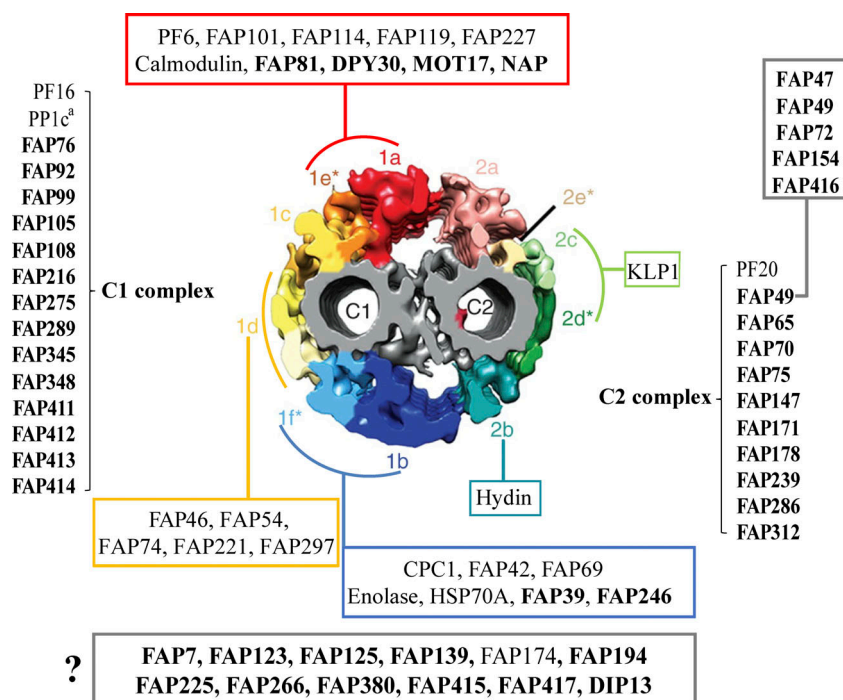 PF6, FAP101, FAP114, FAP119, FAP227
Calmodulin, FAP81, DPY30, MOT17, NAP
PF16
PP1cᵃ
FAP76
FAP92
FAP99
FAP105
FAP108
FAP216
FAP275
FAP289
FAP345
FAP348
FAP411
FAP412
FAP413
FAP414
C1 complex
1a
1e*
1c
1d
1f*
1b
2a
2e*
2c
2d*
2b
C1
C2
KLP1
Hydin
FAP47
FAP49
FAP72
FAP154
FAP416
C2 complex
PF20
FAP49
FAP65
FAP70
FAP75
FAP147
FAP171
FAP178
FAP239
FAP286
FAP312
FAP46, FAP54,
FAP74, FAP221, FAP297
CPC1, FAP42, FAP69
Enolase, HSP70A, FAP39, FAP246
?
FAP7, FAP123, FAP125, FAP139, FAP174, FAP194
FAP225, FAP266, FAP380, FAP415, FAP417, DIP13